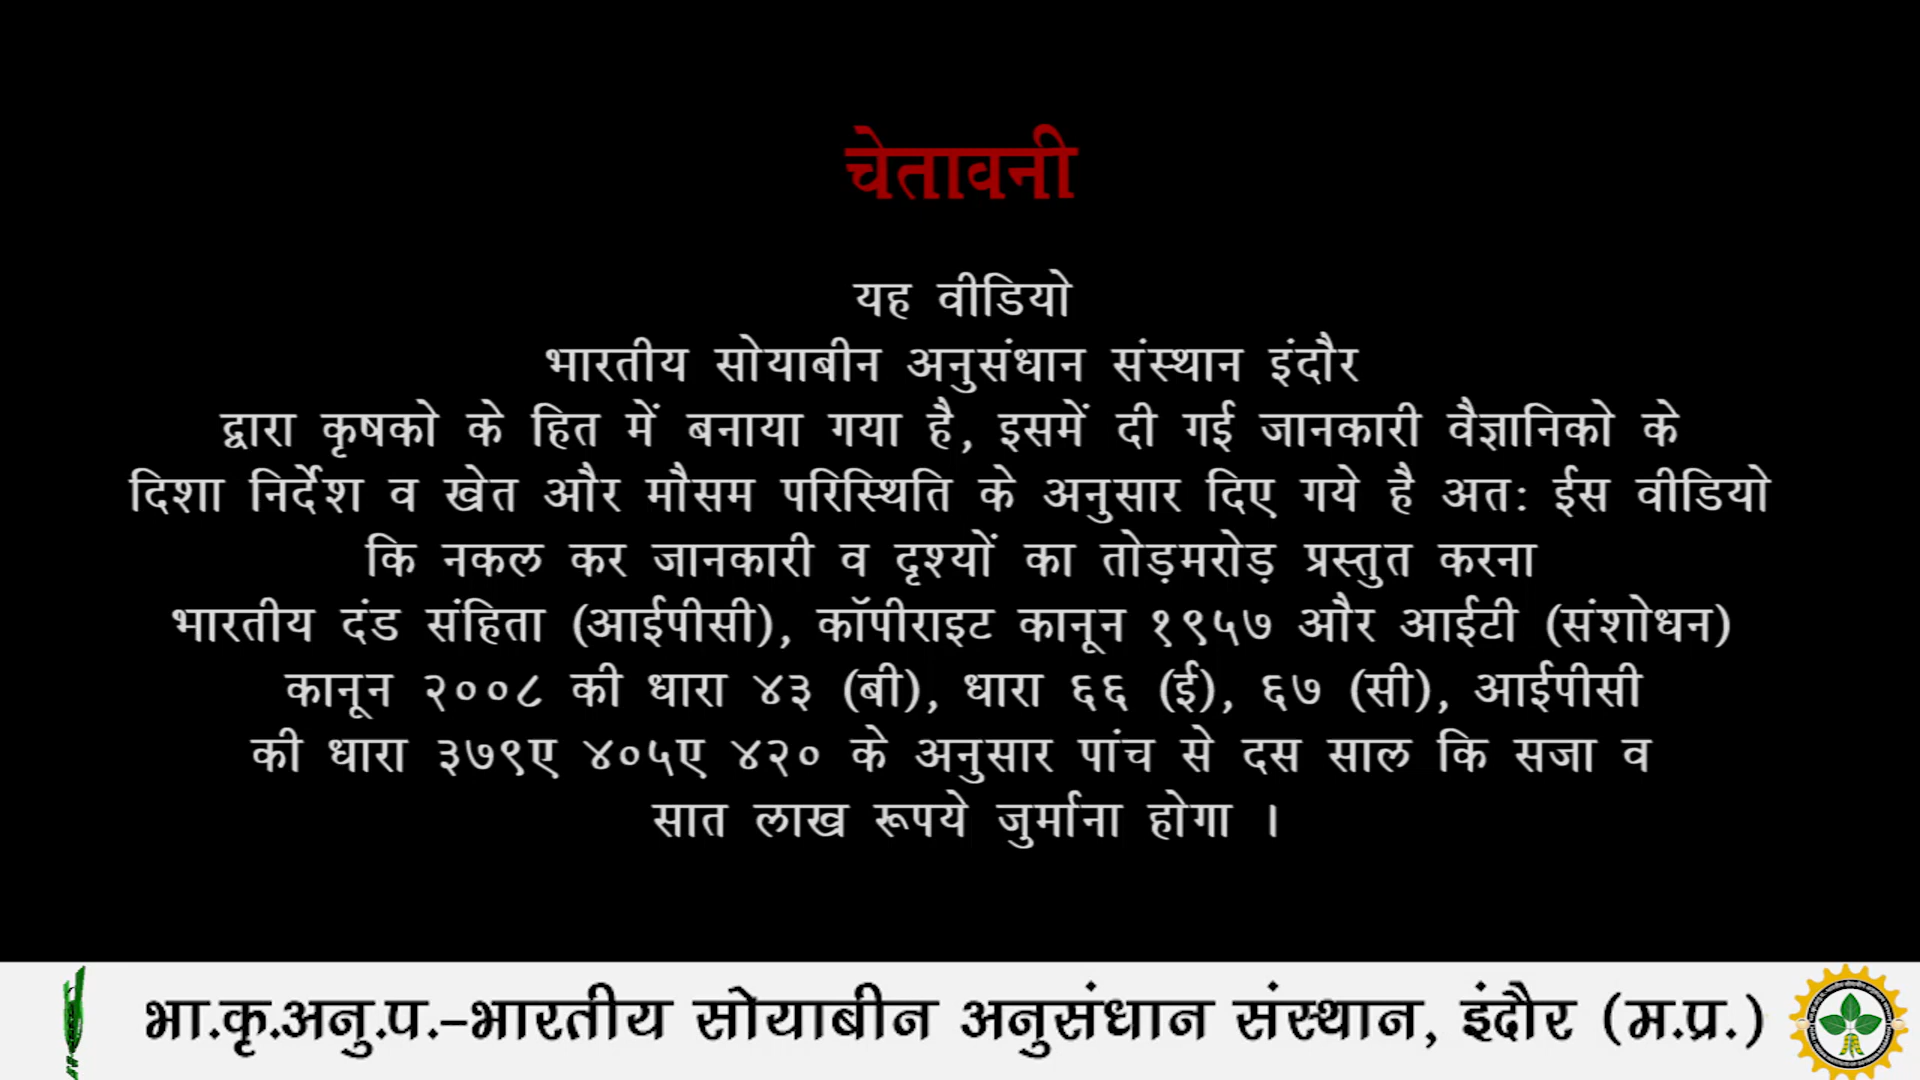 चेतावनी
यह वीडियो
भारतीय सोयाबीन अनुसंधान संस्थान इंदौर
द्वारा कृषको के हित में बनाया गया है, इसमें दी गई जानकारी वैज्ञानिको के
दिशा निर्देश व खेत और मौसम परिस्थिति के अनुसार दिए गये है अतः ईस वीडियो
कि नकल कर जानकारी व दृश्यों का तोड़मरोड़ प्रस्तुत करना
भारतीय दंड संहिता (आईपीसी), कॉपीराइट कानून १९५७ और आईटी (संशोधन)
कानून २००८ की धारा ४३ (बी), धारा ६६ (ई), ६७ (सी), आईपीसी
की धारा ३७९ए ४०५ए ४२० के अनुसार पांच से दस साल कि सजा व
सात लाख रूपये जुर्माना होगा ।
भा.कृ.अनु.प.-भारतीय सोयाबीन अनुसंधान संस्थान, इंदौर (म.प्र.)